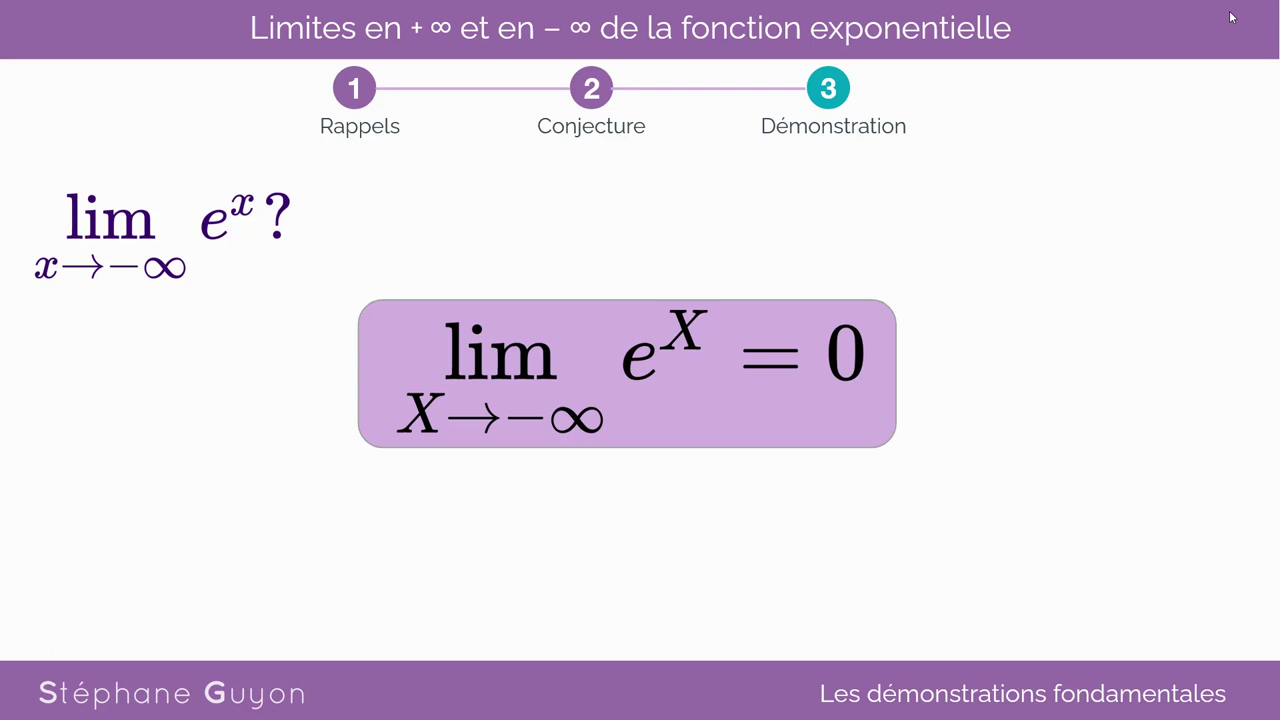 Limites en + ∞ et en – ∞ de la fonction exponentielle
1 2 3
Rappels Conjecture Démonstration
lim e^x ?
x→−∞
lim e^X = 0
X→−∞
Stéphane Guyon Les démonstrations fondamentales